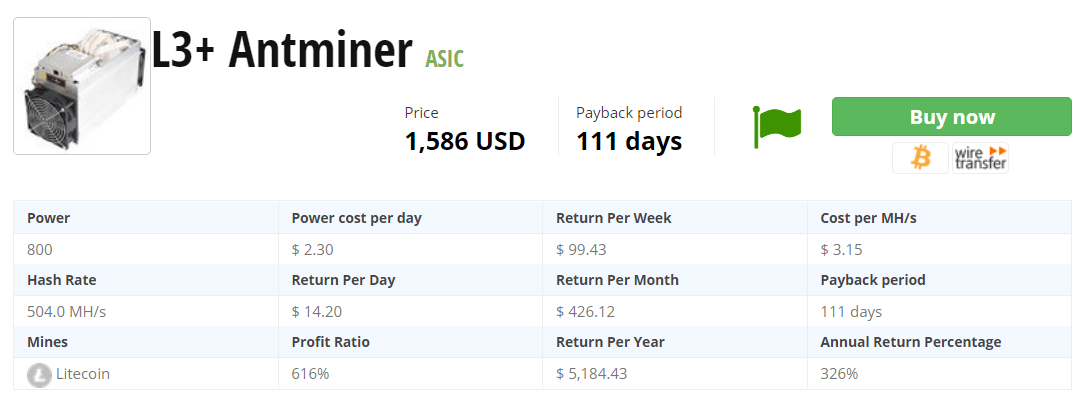 L3+ Antminer ASIC
Price Payback period
1,586 USD 111 days
Buy now
wire
transfer
Power Power cost per day Return Per Week Cost per MH/s
800 $ 2.30 $ 99.43 $ 3.15
Hash Rate Return Per Day Return Per Month Payback period
504.0 MH/s $ 14.20 $ 426.12 111 days
Mines Profit Ratio Return Per Year Annual Return Percentage
Litecoin 616% $ 5,184.43 326%